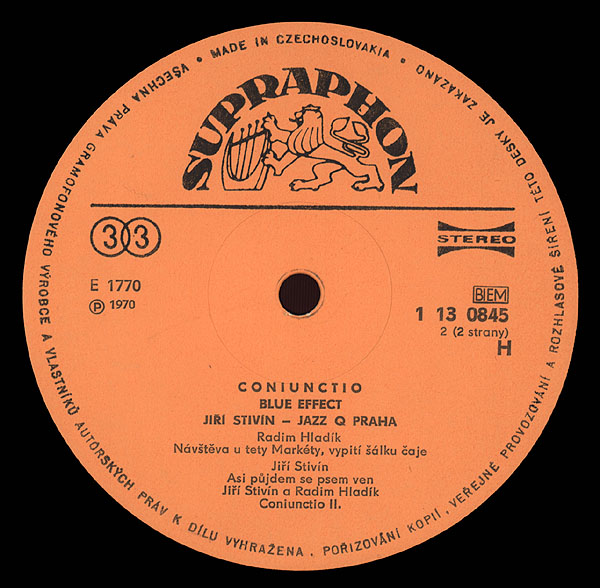 • MADE IN CZECHOSLOVAKIA • VŠECHNA PRÁVA GRAMOFONOVÉHO VÝROBCE A VLASTNÍKŮ AUTORSKÝCH PRÁV K DÍLU VYHRAŽENA. POŘIZOVÁNÍ KOPIÍ, VEŘEJNÉ PROVOZOVÁNÍ A ROZHLASOVÉ ŠÍŘENÍ TÉTO DESKY JE ZAKÁZÁNO
SUPRAPHON
33
STEREO
E 1770
Ⓟ 1970
BIEM
1 13 0845
2 (2 strany)
H
CONIUNCTIO
BLUE EFFECT
JIŘÍ STIVÍN – JAZZ Q PRAHA
Radim Hladík
Návštěva u tety Markéty, vypití šálku čaje
Jiří Stivín
Asi půjdem se psem ven
Jiří Stivín a Radim Hladík
Coniunctio II.